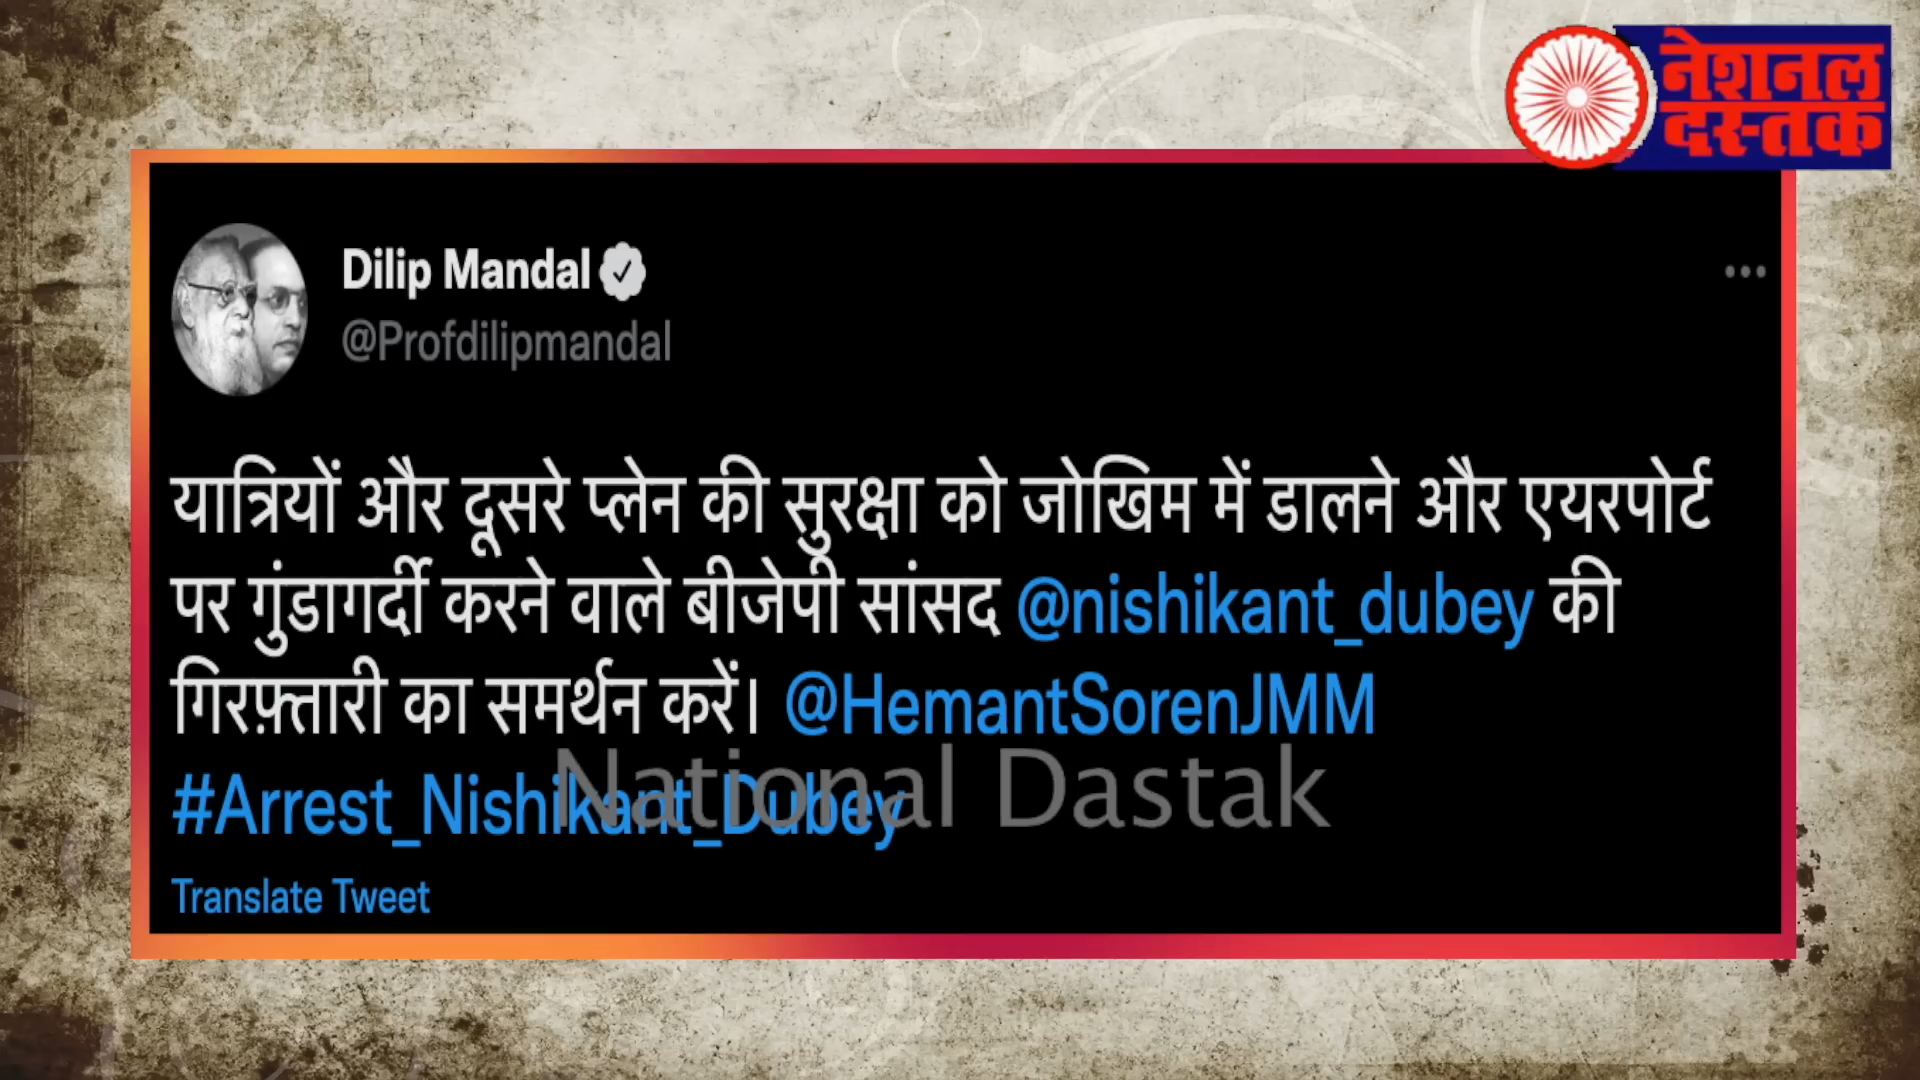 नेशनल
दस्तक
Dilip Mandal
@Profdilipmandal
यात्रियों और दूसरे प्लेन की सुरक्षा को जोखिम में डालने और एयरपोर्ट
पर गुंडागर्दी करने वाले बीजेपी सांसद @nishikant_dubey की
गिरफ़्तारी का समर्थन करें। @HemantSorenJMM
#Arrest_Nishikant_Dubey
National Dastak
Translate Tweet